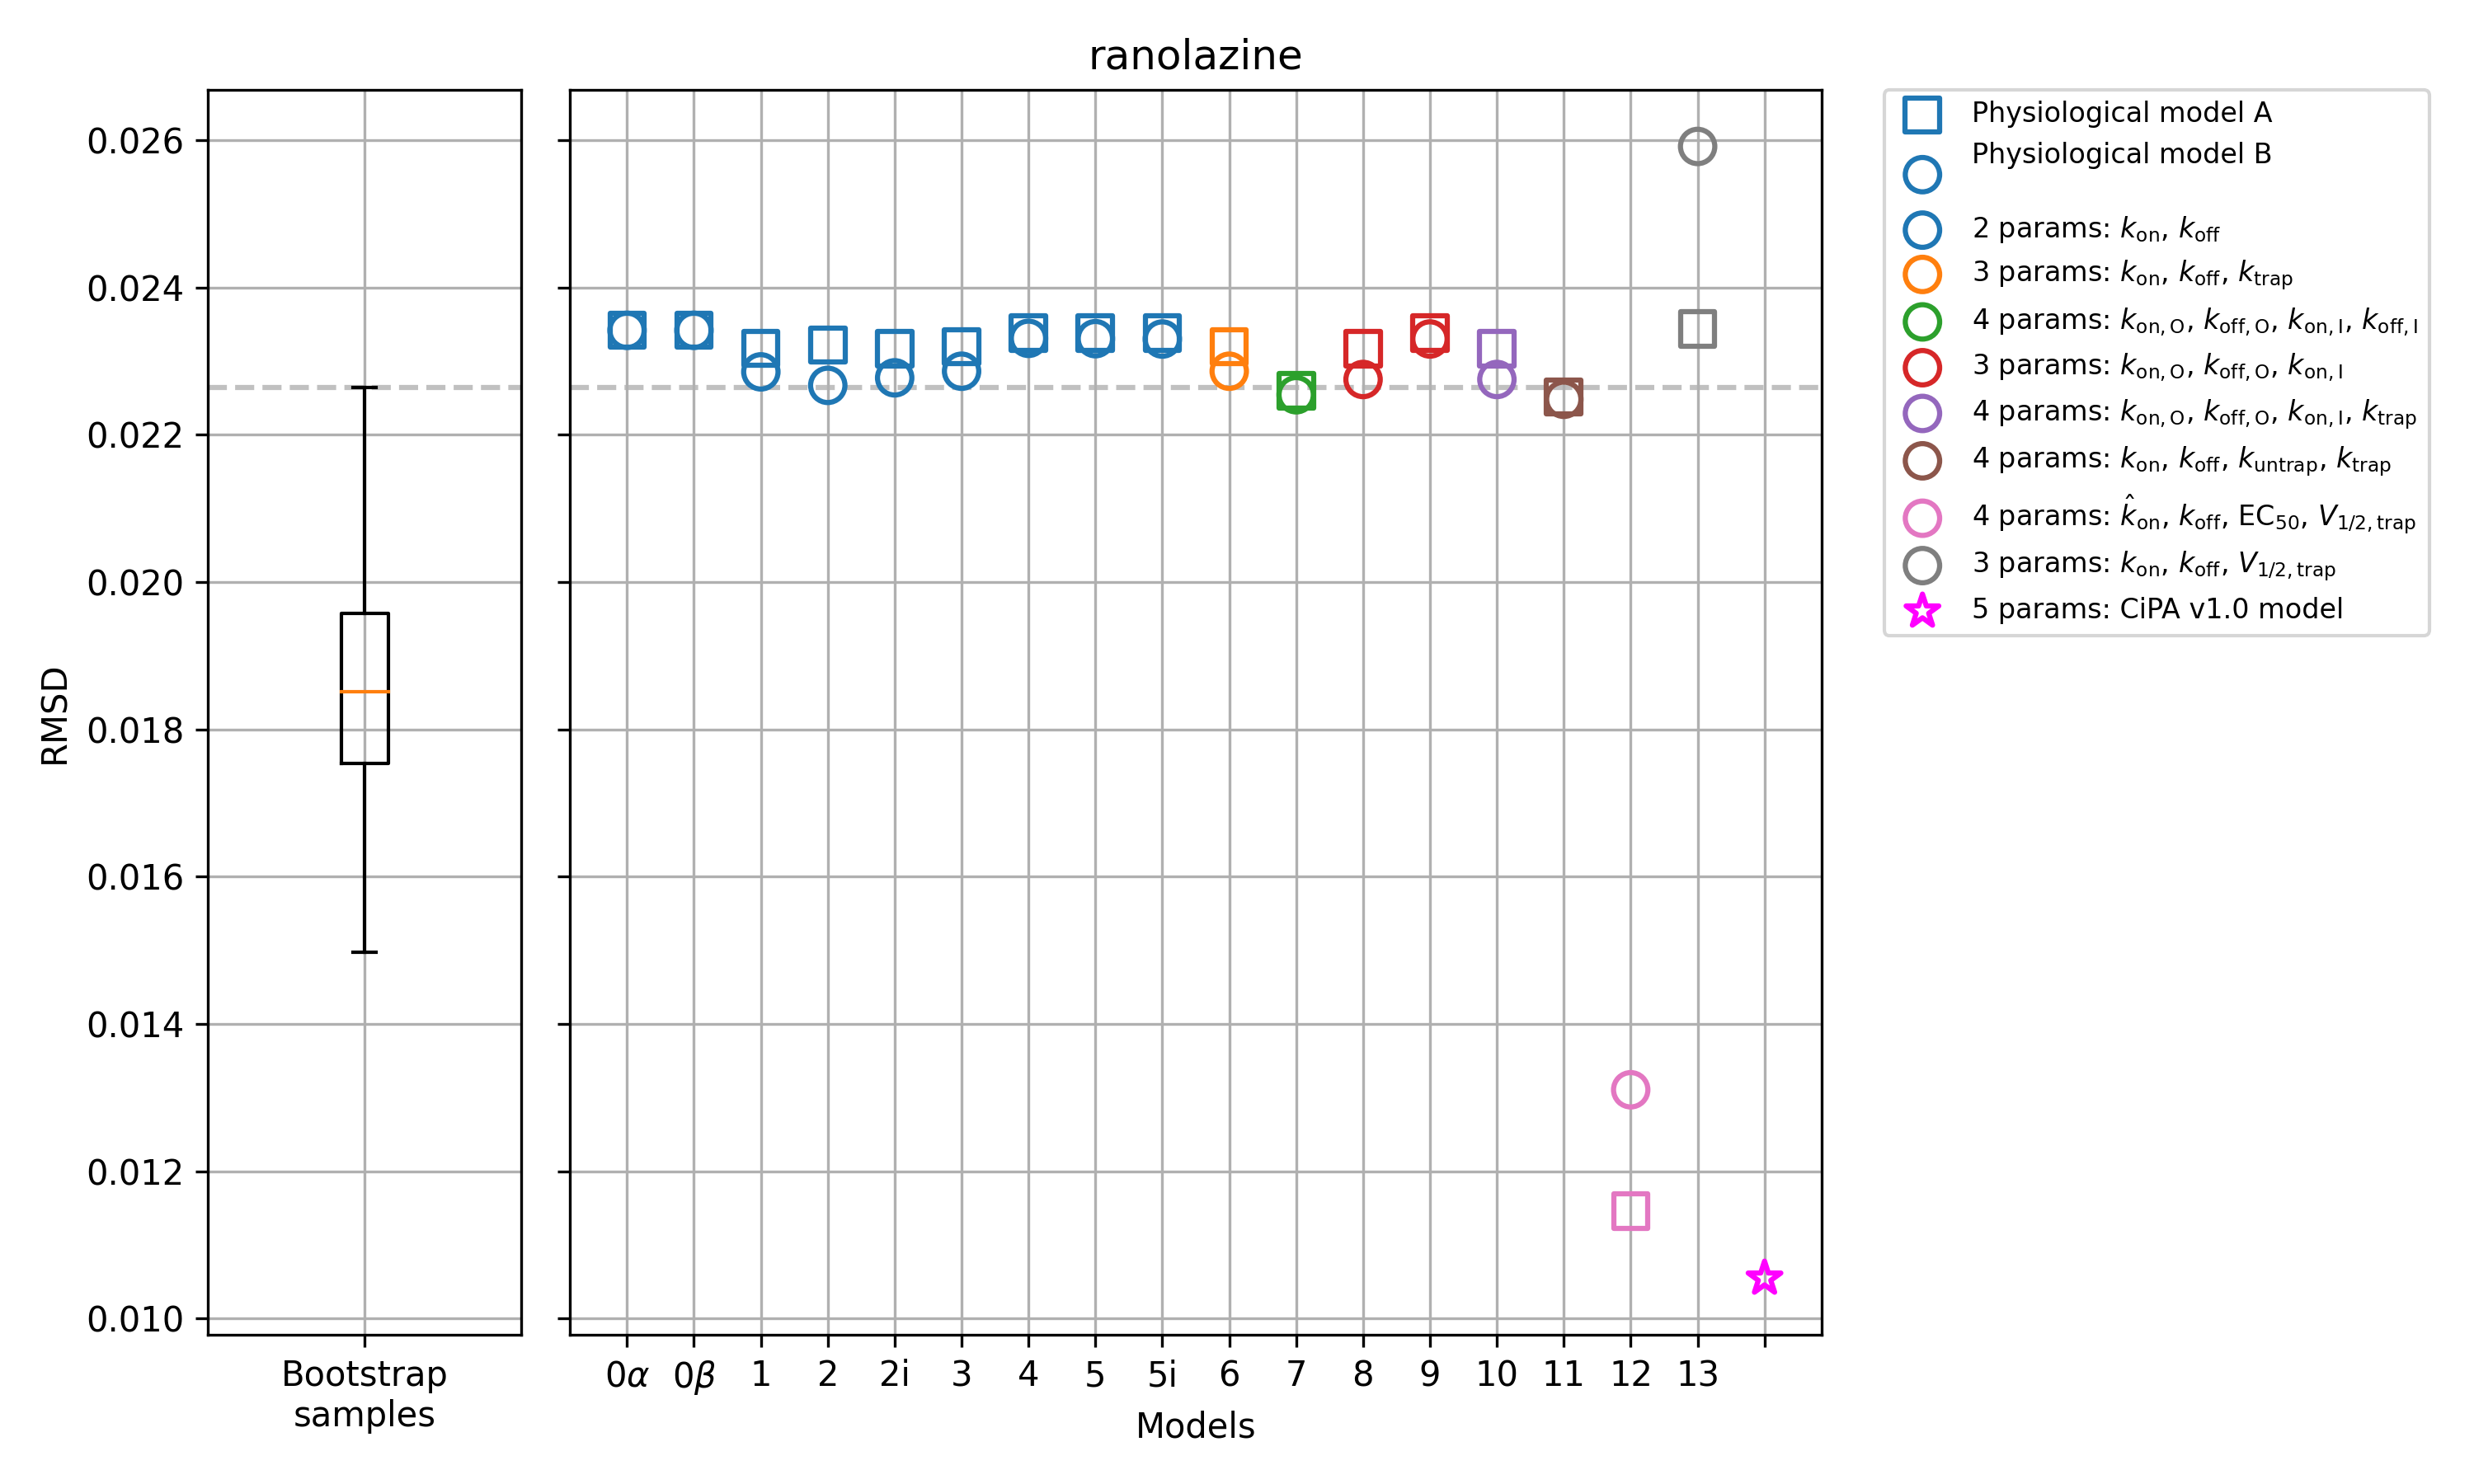 ranolazine
RMSD
0.026
0.024
0.022
0.020
0.018
0.016
0.014
0.012
0.010
Bootstrap
samples
0α 0β 1 2 2i 3 4 5 5i 6 7 8 9 10 11 12 13
Models
Physiological model A
Physiological model B
2 params: k_on, k_off
3 params: k_on, k_off, k_trap
4 params: k_on,O, k_off,O, k_on,I, k_off,I
3 params: k_on,O, k_off,O, k_on,I
4 params: k_on,O, k_off,O, k_on,I, k_trap
4 params: k_on, k_off, k_untrap, k_trap
4 params: k̂_on, k_off, EC_50, V_1/2,trap
3 params: k_on, k_off, V_1/2,trap
5 params: CiPA v1.0 model